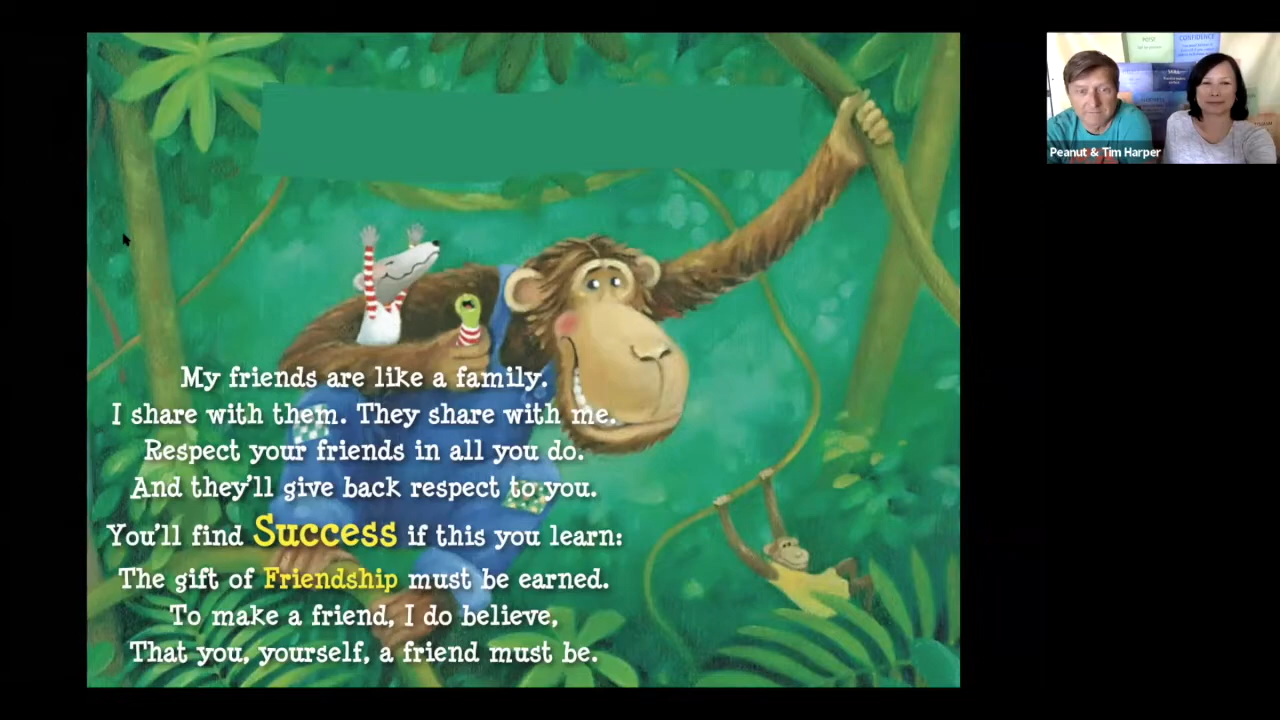 My friends are like a family.
I share with them. They share with me.
Respect your friends in all you do.
And they'll give back respect to you.
You'll find Success if this you learn:
The gift of Friendship must be earned.
To make a friend, I do believe,
That you, yourself, a friend must be.
CONFIDENCE
Peanut & Tim Harper